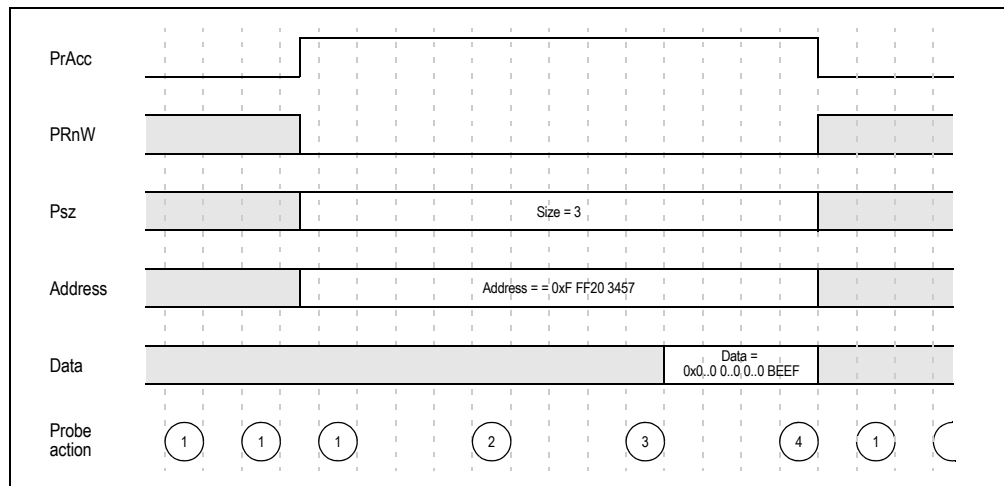 PrAcc
PRnW
Psz
Size = 3
Address
Address = = 0xF FF20 3457
Data
Data =
0x0..0 0..0 0..0 BEEF
Probe
action
1 1 1 2 3 4 1